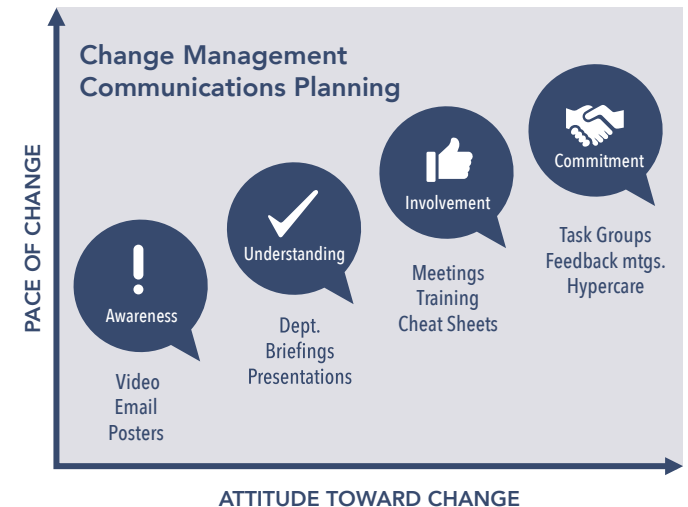 Change Management
Communications Planning
PACE OF CHANGE
Awareness
Video
Email
Posters
Understanding
Dept.
Briefings
Presentations
Involvement
Meetings
Training
Cheat Sheets
Commitment
Task Groups
Feedback mtgs.
Hypercare
ATTITUDE TOWARD CHANGE